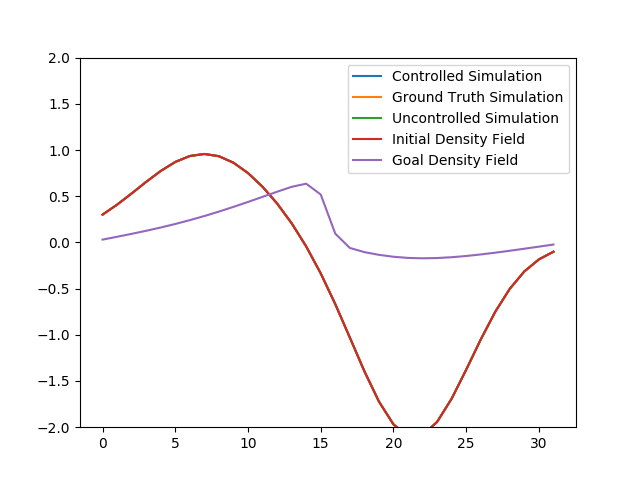 2.0
1.5
1.0
0.5
0.0
−0.5
−1.0
−1.5
−2.0
0 5 10 15 20 25 30
Controlled Simulation
Ground Truth Simulation
Uncontrolled Simulation
Initial Density Field
Goal Density Field